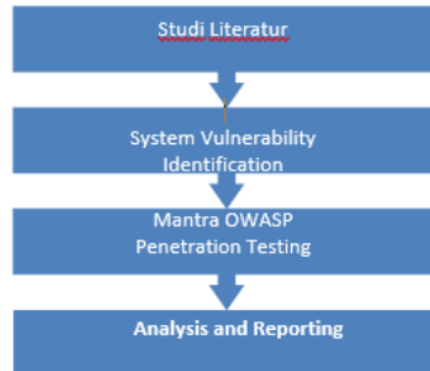 Studi Literatur
System Vulnerability
Identification
Mantra OWASP
Penetration Testing
Analysis and Reporting